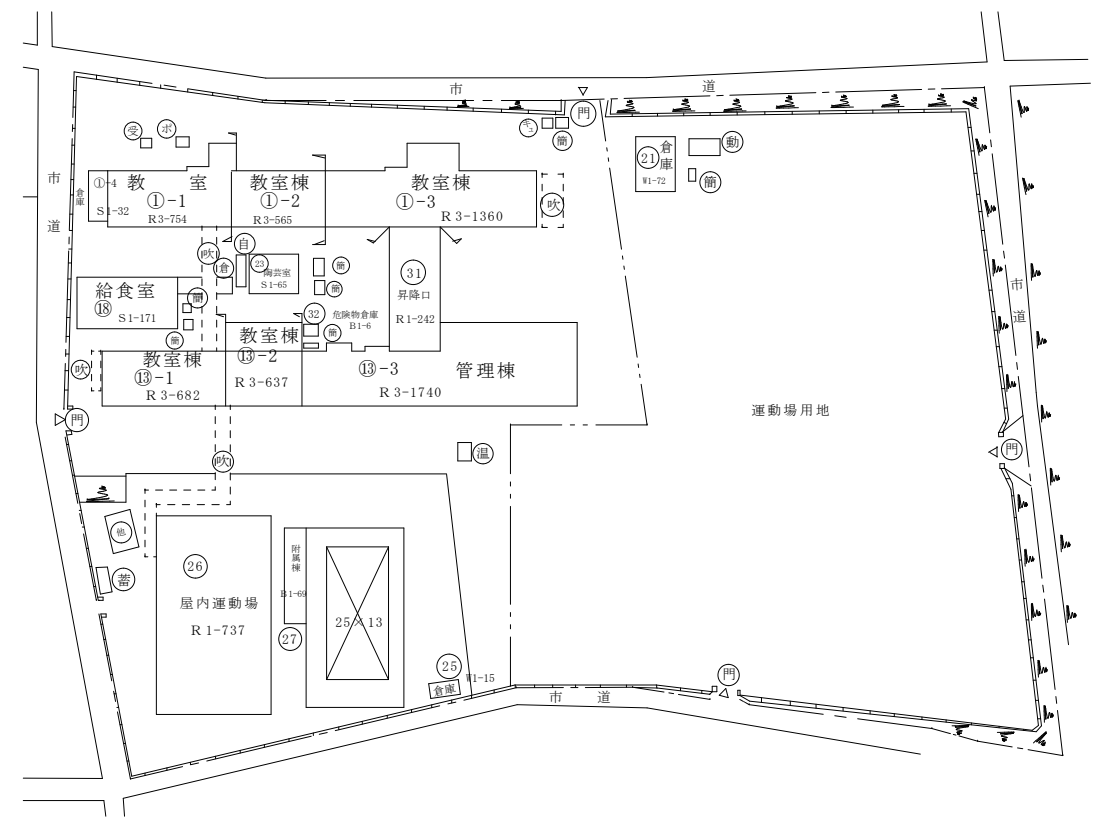 市 道
門
キュ
簡
受
ポ
21
倉庫
W1-72
動
簡
市 道
倉庫
①-4
S1-32
教 室
①-1
R3-754
教室棟
①-2
R3-565
教室棟
①-3
R3-1360
吹
吹
自
倉
23
陶芸室
S1-65
簡
簡
31
昇降口
R1-242
給食室
⑱
S1-171
簡
簡
32
危険物倉庫
B1-6
簡
教室棟
⑬-1
R3-682
教室棟
⑬-2
R3-637
⑬-3
管理棟
R3-1740
吹
門
市 道
運動場用地
門
吹
温
他
蓄
26
屋内運動場
R1-737
附属棟
B1-69
27
25×13
25
倉庫
W1-15
門
市 道